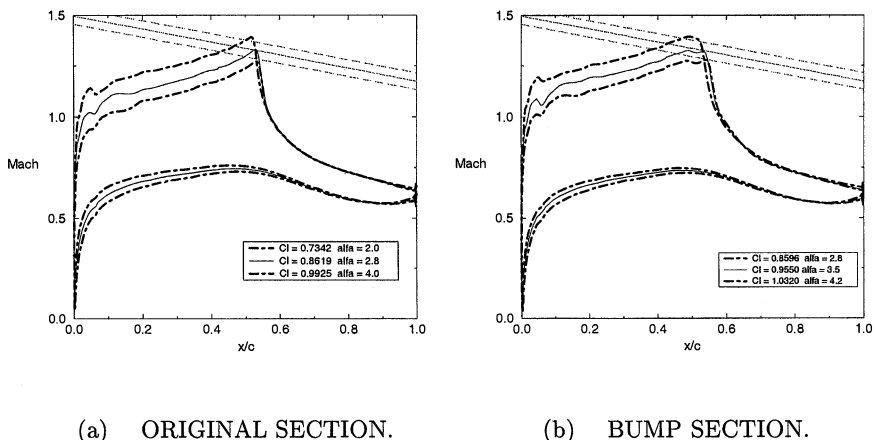 1.5
1.0
Mach
0.5
0.0
Cl = 0.7342 alfa = 2.0
Cl = 0.8619 alfa = 2.8
Cl = 0.9925 alfa = 4.0
0.0 0.2 0.4 0.6 0.8 1.0
x/c
1.5
1.0
Mach
0.5
0.0
Cl = 0.8596 alfa = 2.8
Cl = 0.9550 alfa = 3.5
Cl = 1.0320 alfa = 4.2
0.0 0.2 0.4 0.6 0.8 1.0
x/c
(a) ORIGINAL SECTION.
(b) BUMP SECTION.